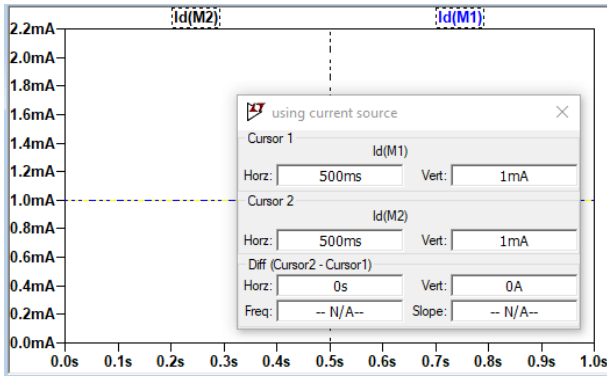 Id(M2) Id(M1)
2.2mA
2.0mA
1.8mA
1.6mA
1.4mA
1.2mA
1.0mA
0.8mA
0.6mA
0.4mA
0.2mA
0.0mA
using current source
Cursor 1
Id(M1)
Horz: 500ms Vert: 1mA
Cursor 2
Id(M2)
Horz: 500ms Vert: 1mA
Diff (Cursor2 - Cursor1)
Horz: 0s Vert: 0A
Freq: -- N/A-- Slope: -- N/A--
0.0s 0.1s 0.2s 0.3s 0.4s 0.5s 0.6s 0.7s 0.8s 0.9s 1.0s